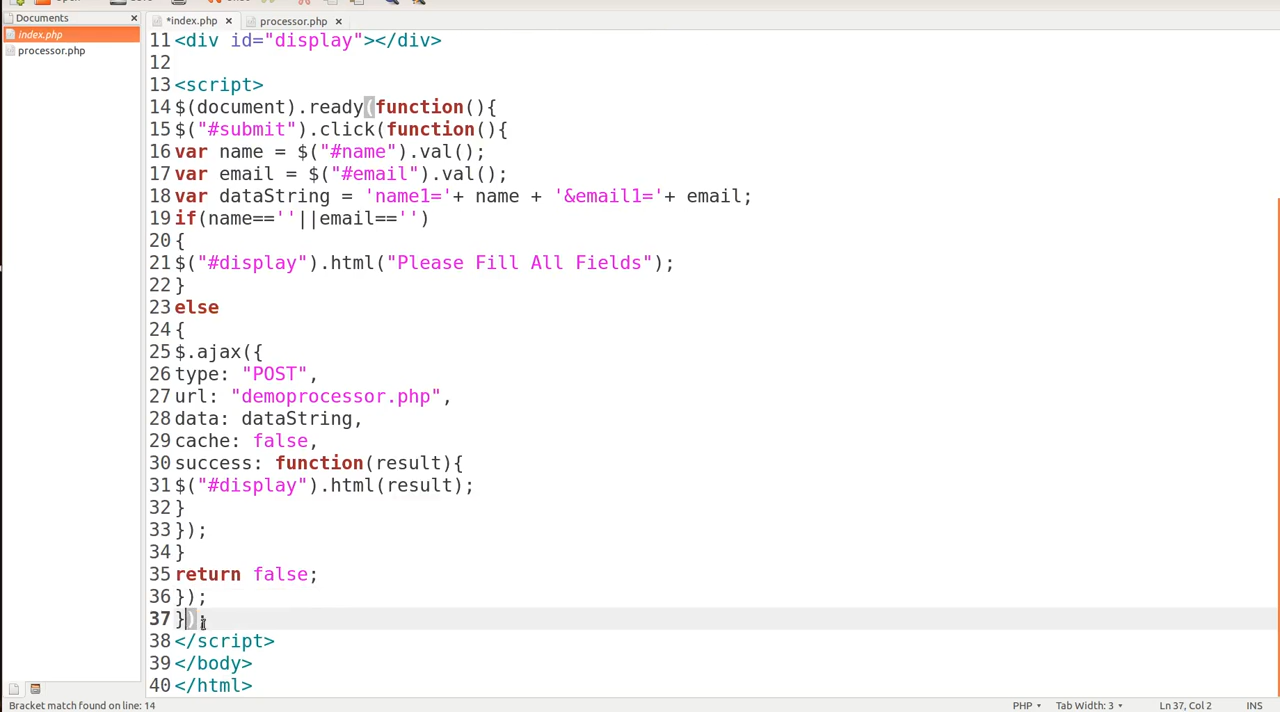 Documents
index.php
processor.php
*index.php
processor.php
11 <div id="display"></div>
12
13 <script>
14 $(document).ready(function(){
15 $("#submit").click(function(){
16 var name = $("#name").val();
17 var email = $("#email").val();
18 var dataString = 'name1='+ name + '&email1='+ email;
19 if(name==''||email=='')
20 {
21 $("#display").html("Please Fill All Fields");
22 }
23 else
24 {
25 $.ajax({
26 type: "POST",
27 url: "demoprocessor.php",
28 data: dataString,
29 cache: false,
30 success: function(result){
31 $("#display").html(result);
32 }
33 });
34 }
35 return false;
36 });
37 });
38 </script>
39 </body>
40 </html>
Bracket match found on line: 14
PHP
Tab Width: 3
Ln 37, Col 2
INS